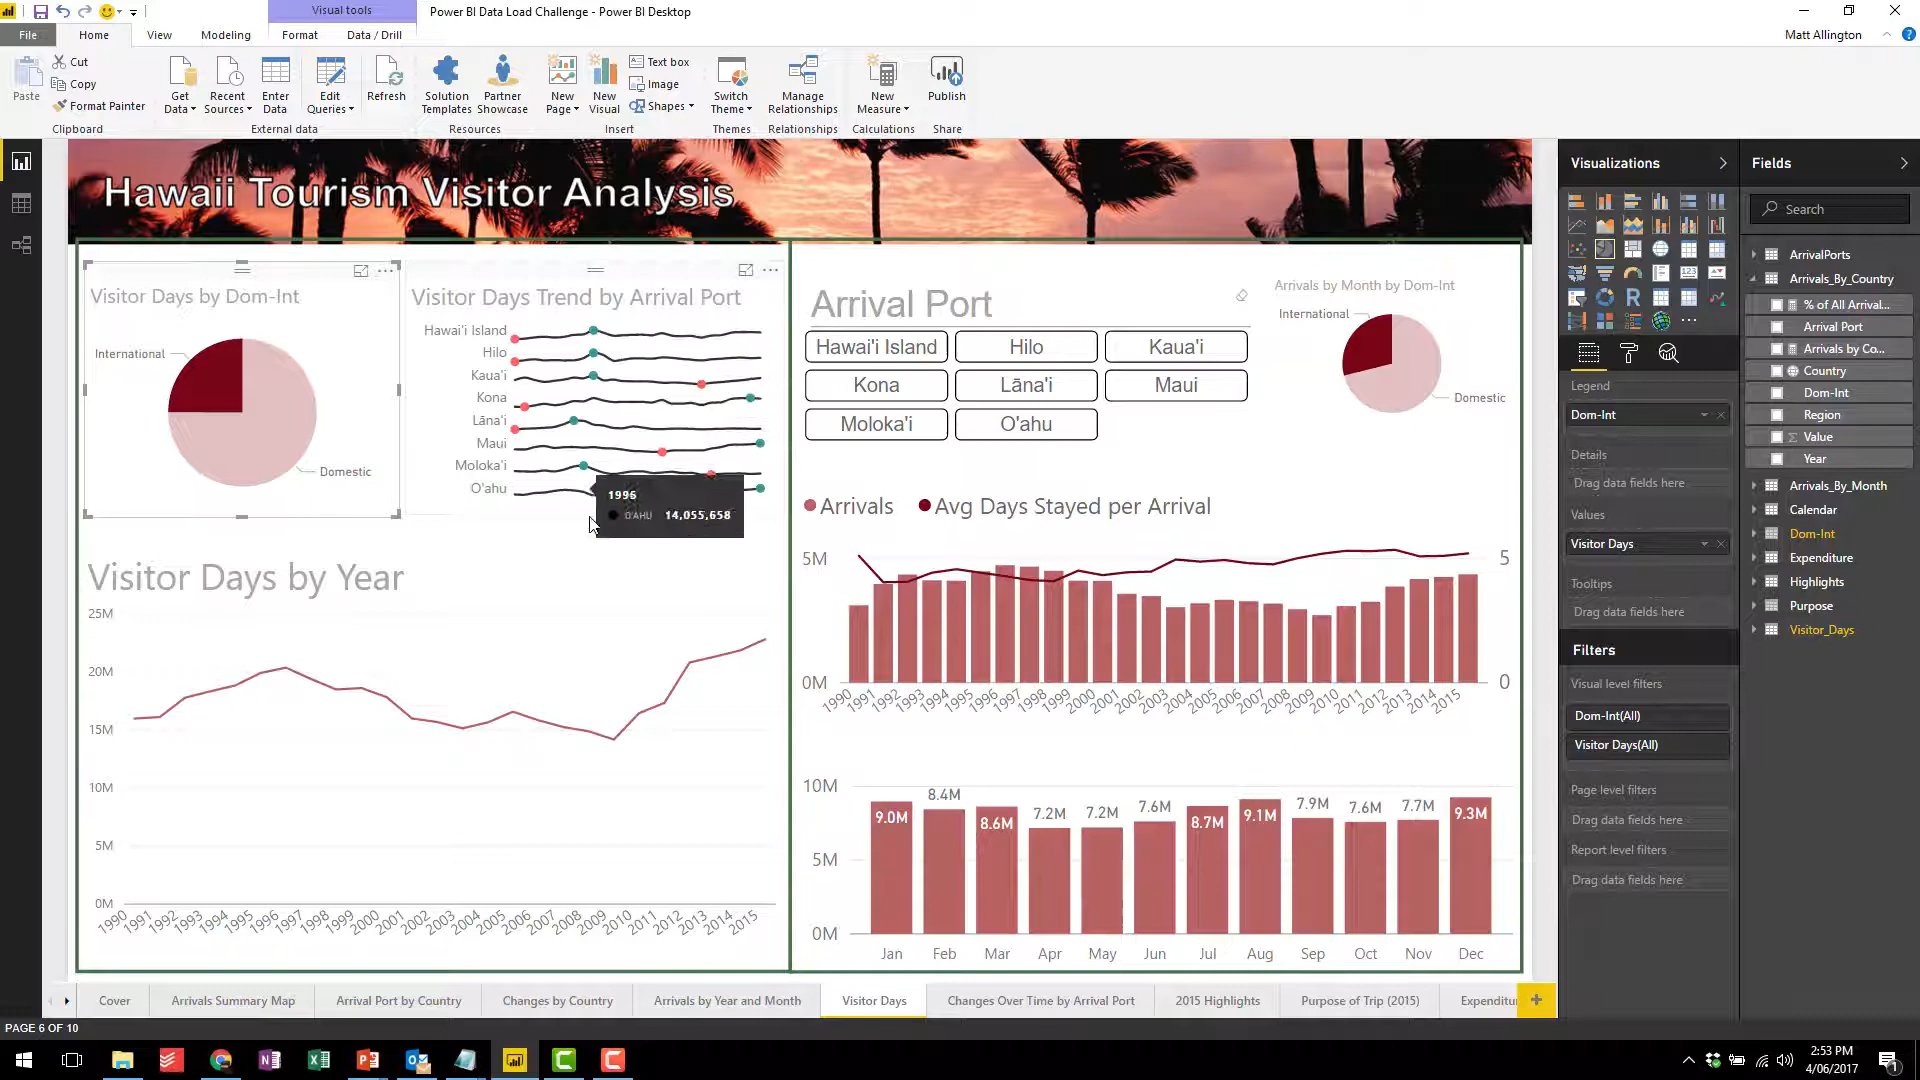 Visual tools
Power BI Data Load Challenge - Power BI Desktop
File
Home
View
Modeling
Format
Data / Drill
Matt Allington
Paste
Cut
Copy
Format Painter
Clipboard
Get Data
Recent Sources
Enter Data
Edit Queries
Refresh
External data
Solution Templates
Partner Showcase
Resources
New Page
New Visual
Text box
Image
Shapes
Insert
Switch Theme
Themes
Manage Relationships
Relationships
New Measure
Calculations
Publish
Share
Hawaii Tourism Visitor Analysis
Visitor Days by Dom-Int
International
Domestic
Visitor Days Trend by Arrival Port
Hawai'i Island
Hilo
Kaua'i
Kona
Lāna'i
Maui
Moloka'i
O'ahu
1996
O'AHU 14,055,658
Visitor Days by Year
25M
20M
15M
10M
5M
0M
1990 1991 1992 1993 1994 1995 1996 1997 1998 1999 2000 2001 2002 2003 2004 2005 2006 2007 2008 2009 2010 2011 2012 2013 2014 2015
Arrival Port
Hawai'i Island Hilo Kaua'i
Kona Lāna'i Maui
Moloka'i O'ahu
Arrivals by Month by Dom-Int
International
Domestic
Arrivals Avg Days Stayed per Arrival
5M 5
0M 0
1990 1991 1992 1993 1994 1995 1996 1997 1998 1999 2000 2001 2002 2003 2004 2005 2006 2007 2008 2009 2010 2011 2012 2013 2014 2015
10M
5M
0M
9.0M 8.4M 8.6M 7.2M 7.2M 7.6M 8.7M 9.1M 7.9M 7.6M 7.7M 9.3M
Jan Feb Mar Apr May Jun Jul Aug Sep Oct Nov Dec
Visualizations
R
123
Legend
Dom-Int
Details
Drag data fields here
Values
Visitor Days
Tooltips
Drag data fields here
Filters
Visual level filters
Dom-Int(All)
Visitor Days(All)
Page level filters
Drag data fields here
Report level filters
Drag data fields here
Fields
Search
ArrivalPorts
Arrivals_By_Country
% of All Arrival...
Arrival Port
Arrivals by Co...
Country
Dom-Int
Region
Value
Year
Arrivals_By_Month
Calendar
Dom-Int
Expenditure
Highlights
Purpose
Visitor_Days
Cover
Arrivals Summary Map
Arrival Port by Country
Changes by Country
Arrivals by Year and Month
Visitor Days
Changes Over Time by Arrival Port
2015 Highlights
Purpose of Trip (2015)
Expenditu
PAGE 6 OF 10
2:53 PM
4/06/2017
1